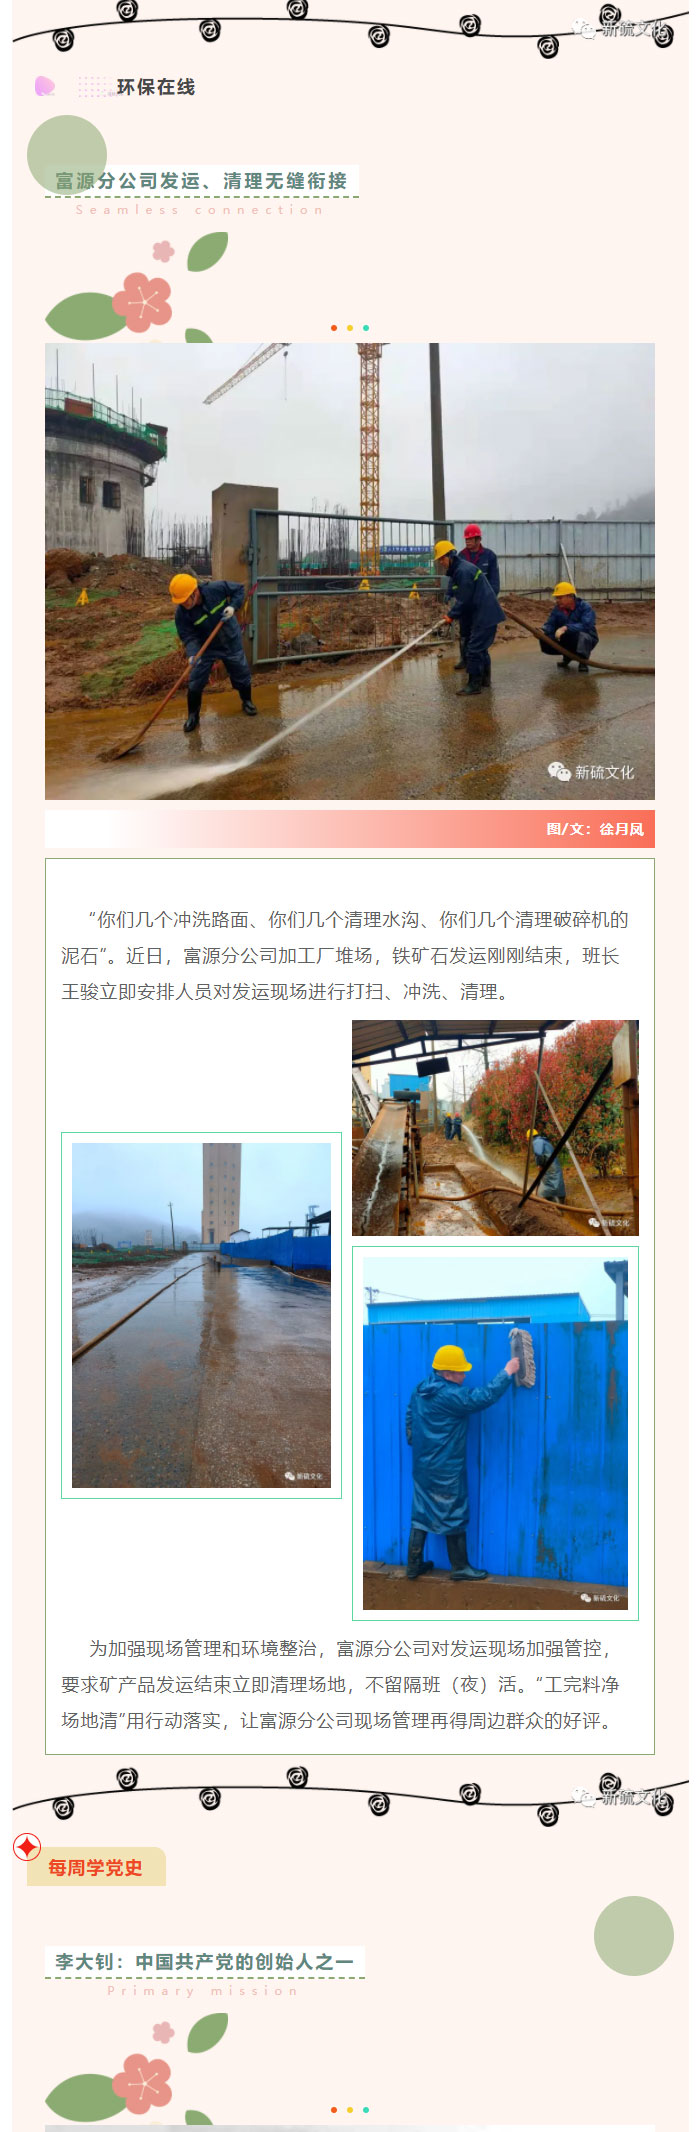 新硫文化
环保在线
富源分公司发运、清理无缝衔接
Seamless connection
新硫文化
图/文：徐月凤
“你们几个冲洗路面、你们几个清理水沟、你们几个清理破碎机的
泥石”。近日，富源分公司加工厂堆场，铁矿石发运刚刚结束，班长
王骏立即安排人员对发运现场进行打扫、冲洗、清理。
新硫文化
新硫文化
新硫文化
为加强现场管理和环境整治，富源分公司对发运现场加强管控，
要求矿产品发运结束立即清理场地，不留隔班（夜）活。“工完料净
场地清”用行动落实，让富源分公司现场管理再得周边群众的好评。
新硫文化
每周学党史
李大钊：中国共产党的创始人之一
Primary mission